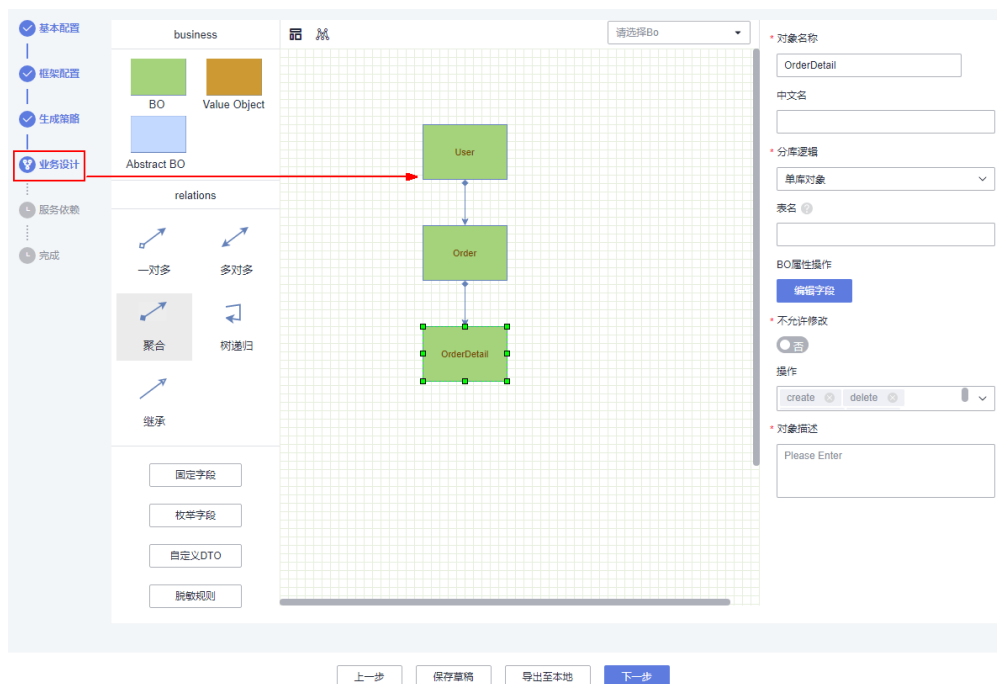 基本配置
框架配置
生成策略
业务设计
服务依赖
完成
business
BO
Value Object
Abstract BO
relations
一对多
多对多
聚合
树递归
继承
固定字段
枚举字段
自定义DTO
脱敏规则
请选择Bo
User
Order
OrderDetail
* 对象名称
OrderDetail
中文名
* 分库逻辑
单库对象
表名 ?
BO属性操作
编辑字段
* 不允许修改
否
操作
create
delete
* 对象描述
Please Enter
上一步
保存草稿
导出至本地
下一步